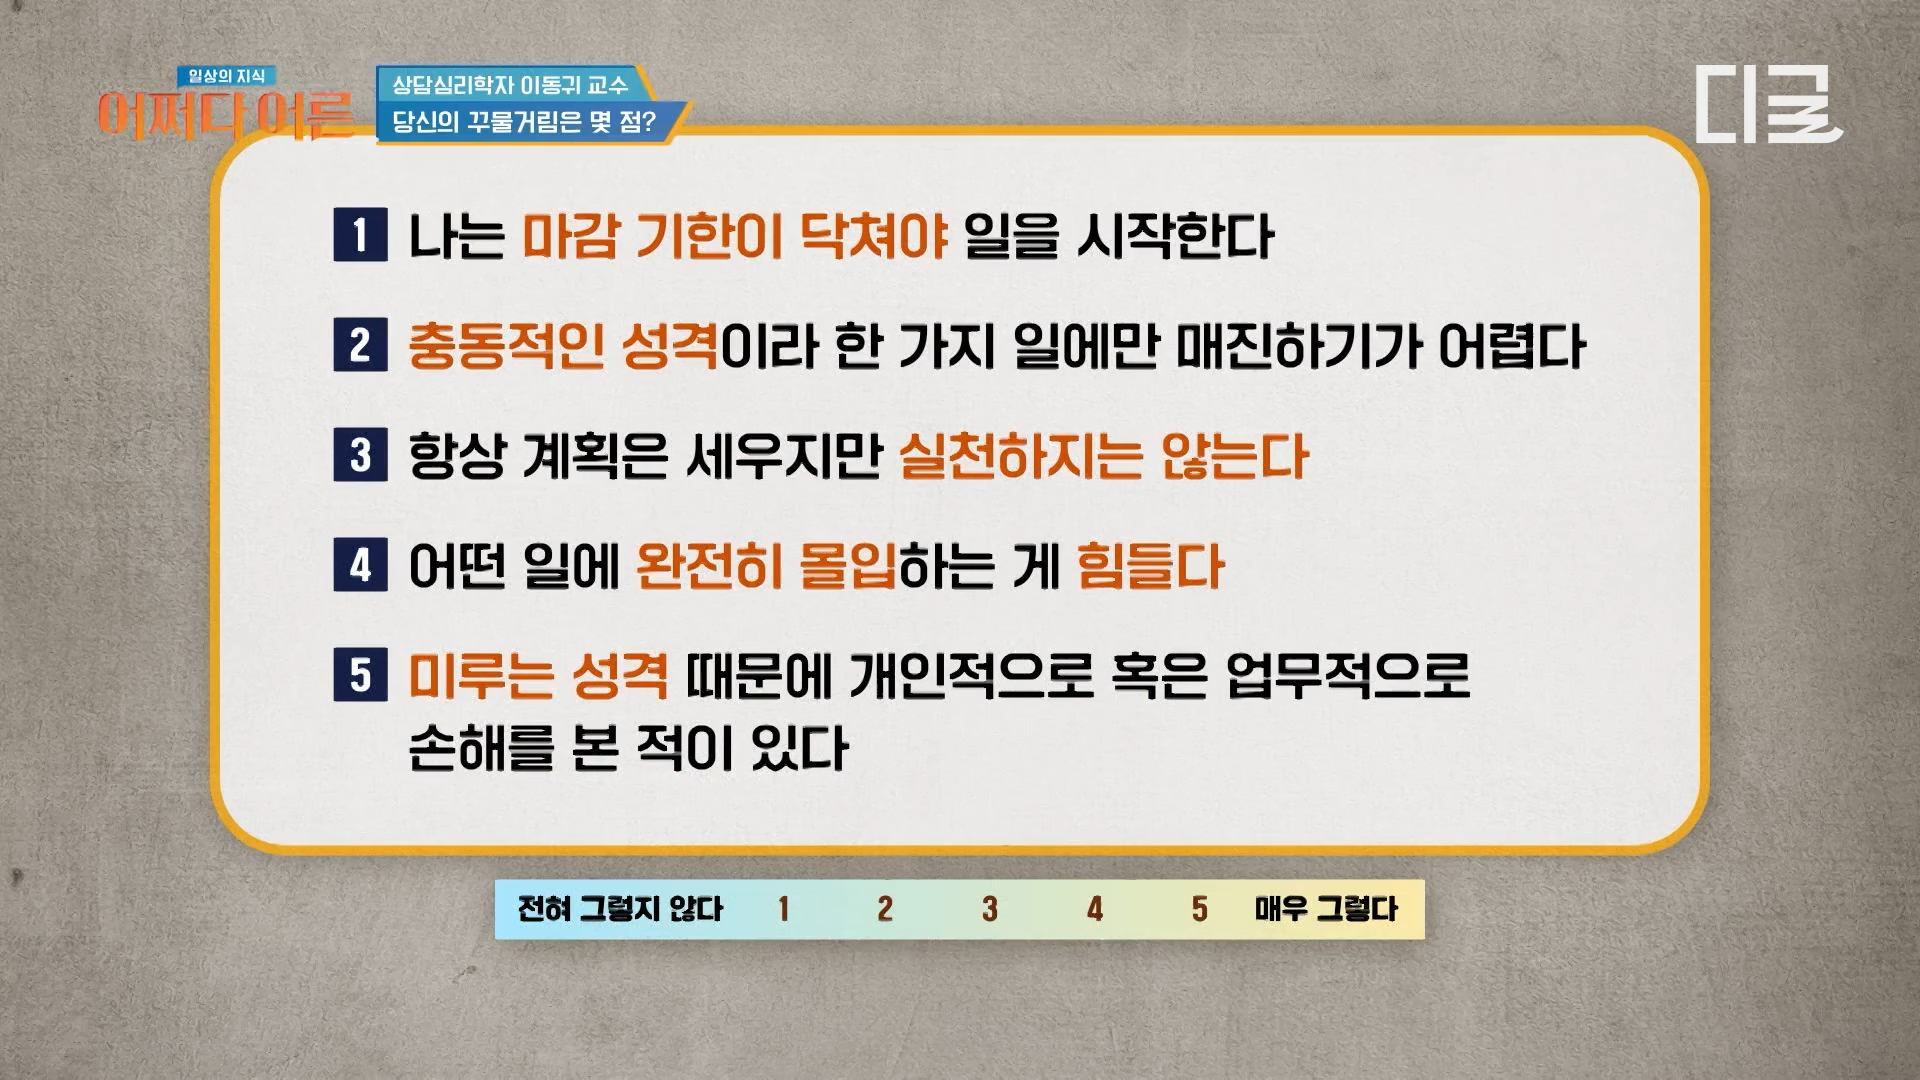 일상의 지식
어쩌다 어른
상담심리학자 이동귀 교수
당신의 꾸물거림은 몇 점?
디글
1 나는 마감 기한이 닥쳐야 일을 시작한다
2 충동적인 성격이라 한 가지 일에만 매진하기가 어렵다
3 항상 계획은 세우지만 실천하지는 않는다
4 어떤 일에 완전히 몰입하는 게 힘들다
5 미루는 성격 때문에 개인적으로 혹은 업무적으로
손해를 본 적이 있다
전혀 그렇지 않다 1 2 3 4 5 매우 그렇다